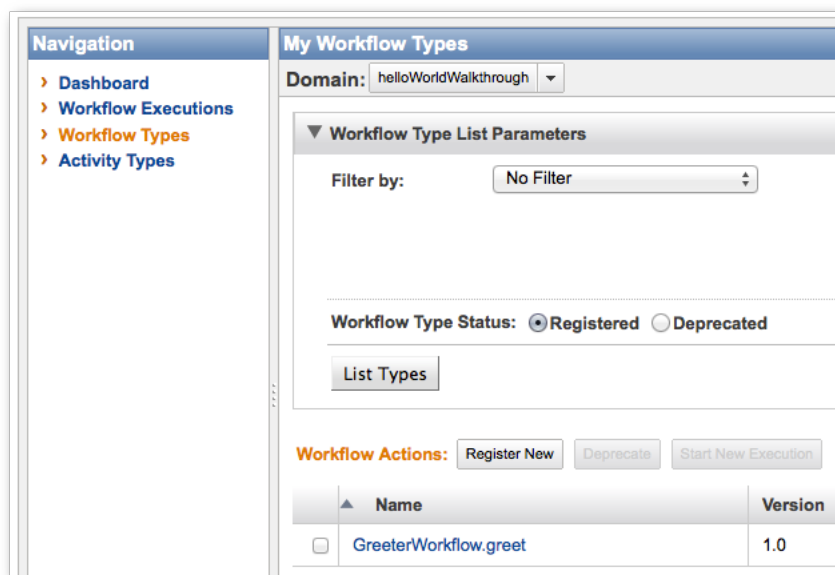 Navigation
Dashboard
Workflow Executions
Workflow Types
Activity Types
My Workflow Types
Domain: helloWorldWalkthrough
Workflow Type List Parameters
Filter by: No Filter
Workflow Type Status: Registered Deprecated
List Types
Workflow Actions: Register New Deprecate Start New Execution
Name Version
GreeterWorkflow.greet 1.0